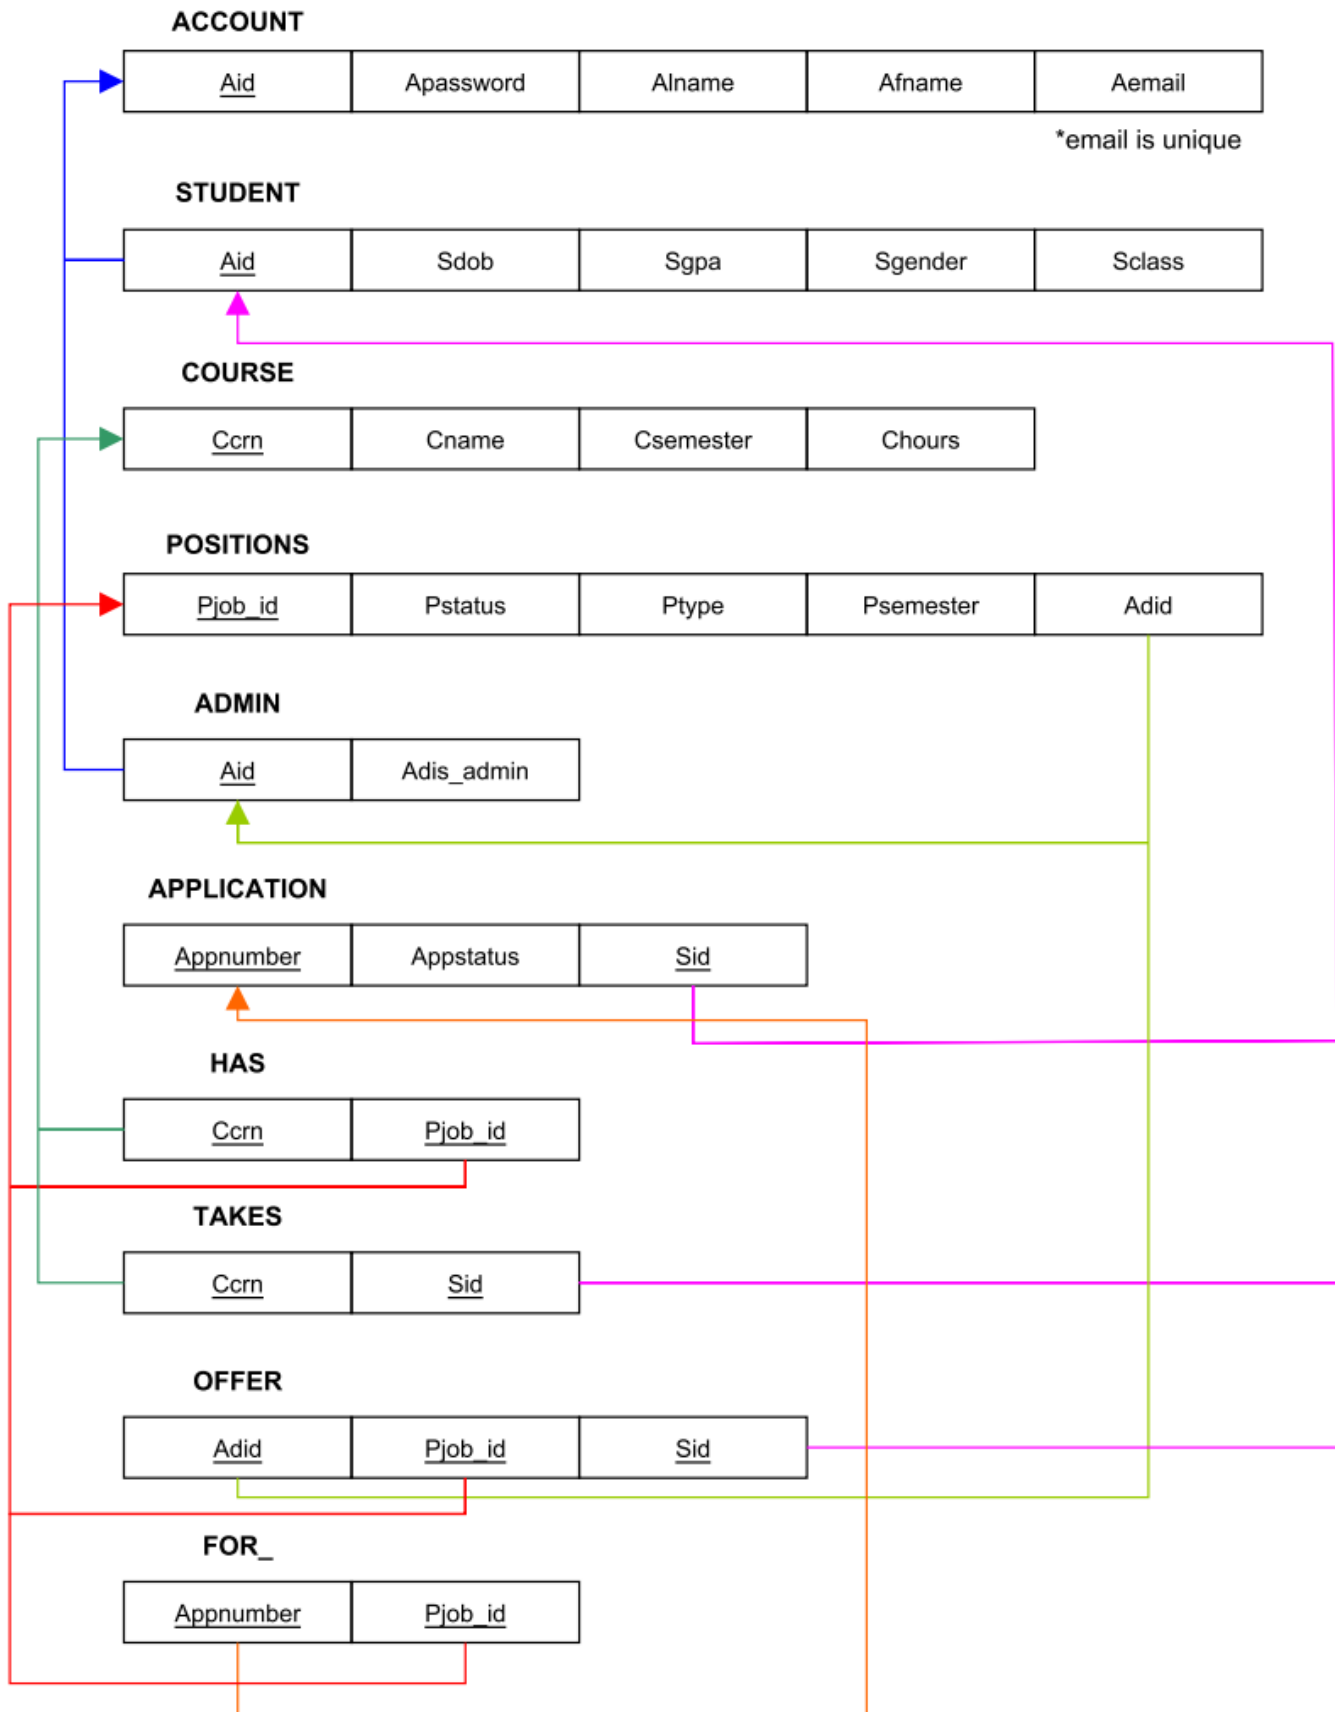 ACCOUNT
Aid Apassword Alname Afname Aemail
*email is unique
STUDENT
Aid Sdob Sgpa Sgender Sclass
COURSE
Ccrn Cname Csemester Chours
POSITIONS
Pjob_id Pstatus Ptype Psemester Adid
ADMIN
Aid Adis_admin
APPLICATION
Appnumber Appstatus Sid
HAS
Ccrn Pjob_id
TAKES
Ccrn Sid
OFFER
Adid Pjob_id Sid
FOR_
Appnumber Pjob_id